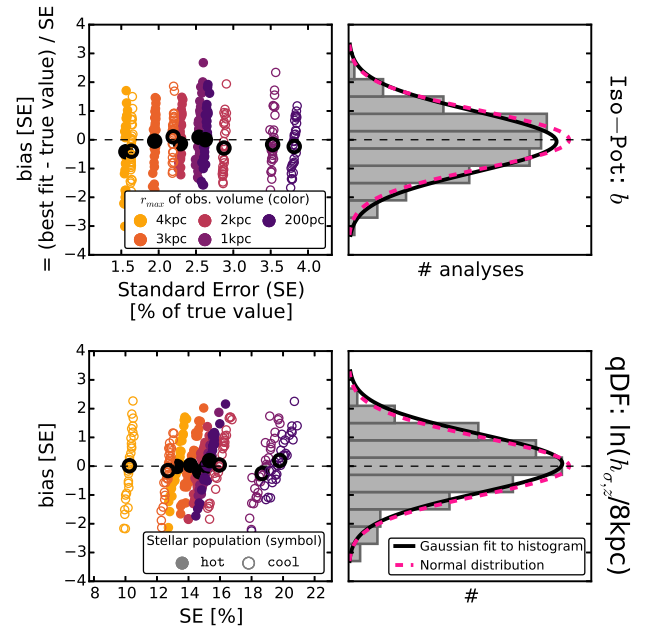 bias [SE]
= (best fit - true value) / SE
4
3
2
1
0
−1
−2
−3
−4
r_max of obs. volume (color)
4kpc 2kpc 200pc
3kpc 1kpc
1.5 2.0 2.5 3.0 3.5 4.0
Standard Error (SE)
[% of true value]
# analyses
Iso—Pot: b
bias [SE]
4
3
2
1
0
−1
−2
−3
−4
Stellar population (symbol)
hot cool
8 10 12 14 16 18 20 22
SE [%]
Gaussian fit to histogram
Normal distribution
#
qDF: ln(h_σ,z/8kpc)